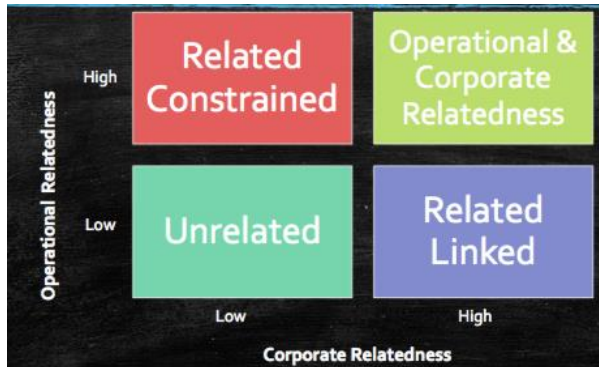 Operational Relatedness
High
Related
Constrained
Operational &
Corporate
Relatedness
Low
Unrelated
Related
Linked
Low
High
Corporate Relatedness